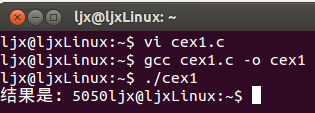 ljx@ljxLinux: ~
ljx@ljxLinux:~$ vi cex1.c
ljx@ljxLinux:~$ gcc cex1.c -o cex1
ljx@ljxLinux:~$ ./cex1
结果是: 5050ljx@ljxLinux:~$